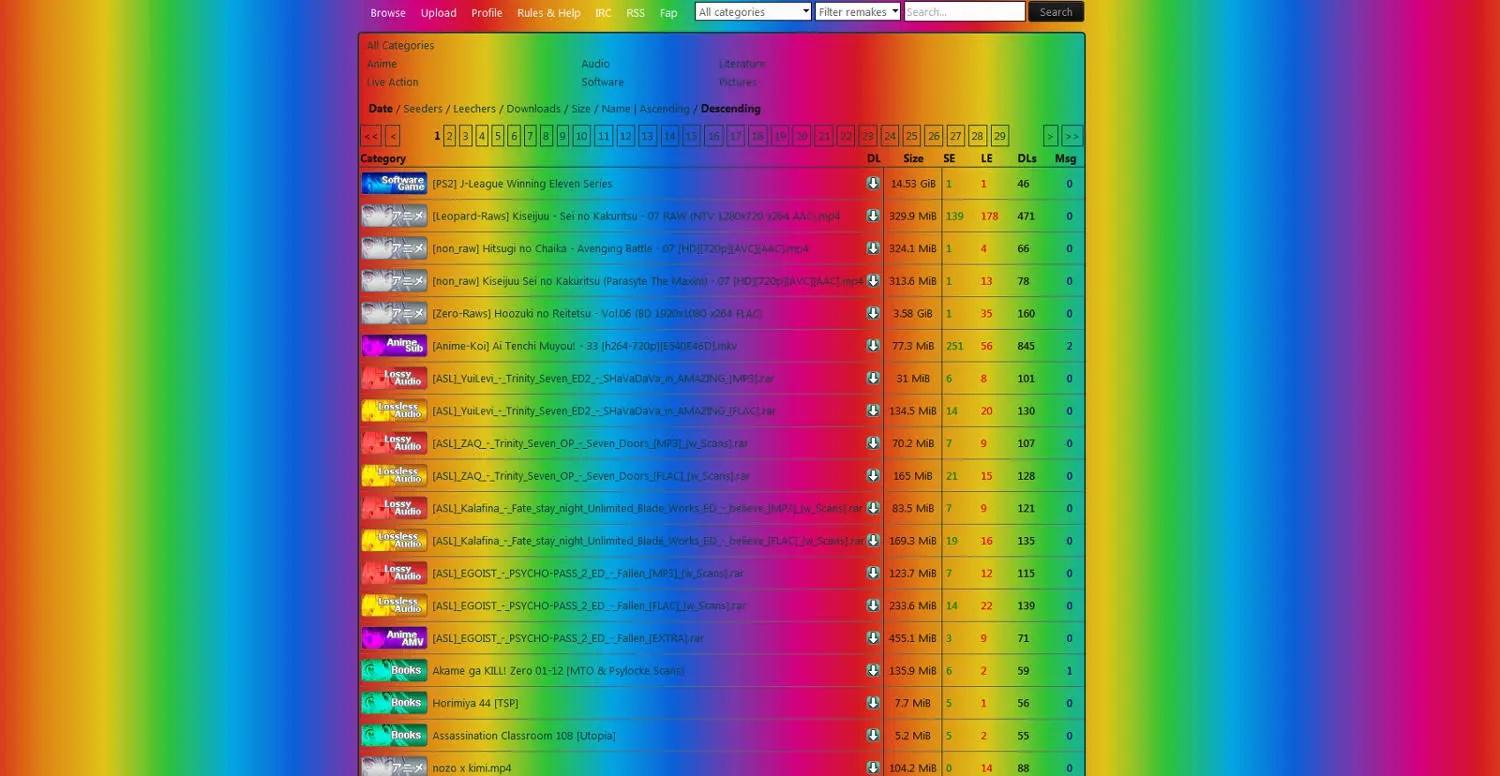 Browse Upload Profile Rules & Help IRC RSS Fap All categories Filter remakes Search... Search
All Categories
Anime Audio Literature
Live Action Software Pictures
Date / Seeders / Leechers / Downloads / Size / Name | Ascending / Descending
<< < 1 2 3 4 5 6 7 8 9 10 11 12 13 14 15 16 17 18 19 20 21 22 23 24 25 26 27 28 29 > >>
Category DL Size SE LE DLs Msg
Software Game [PS2] J-League Winning Eleven Series 14.53 GiB 1 1 46 0
アニメ [Leopard-Raws] Kiseijuu - Sei no Kakuritsu - 07 RAW (NTV 1280x720 x264 AAC).mp4 329.9 MiB 139 178 471 0
アニメ [non_raw] Hitsugi no Chaika - Avenging Battle - 07 [HD][720p][AVC][AAC].mp4 324.1 MiB 1 4 66 0
アニメ [non_raw] Kiseijuu Sei no Kakuritsu (Parasyte The Maxim) - 07 [HD][720p][AVC][AAC].mp4 313.6 MiB 1 13 78 0
アニメ [Zero-Raws] Hoozuki no Reitetsu - Vol.06 (BD 1920x1080 x264 FLAC) 3.58 GiB 1 35 160 0
Anime Sub [Anime-Koi] Ai Tenchi Muyou! - 33 [h264-720p][E540E46D].mkv 77.3 MiB 251 56 845 2
Lossy Audio [ASL]_YuiLevi_-_Trinity_Seven_ED2_-_SHaVaDaVa_in_AMAZING_[MP3].rar 31 MiB 6 8 101 0
Lossless Audio [ASL]_YuiLevi_-_Trinity_Seven_ED2_-_SHaVaDaVa_in_AMAZING_[FLAC].rar 134.5 MiB 14 20 130 0
Lossy Audio [ASL]_ZAQ_-_Trinity_Seven_OP_-_Seven_Doors_[MP3]_[w_Scans].rar 70.2 MiB 7 9 107 0
Lossless Audio [ASL]_ZAQ_-_Trinity_Seven_OP_-_Seven_Doors_[FLAC]_[w_Scans].rar 165 MiB 21 15 128 0
Lossy Audio [ASL]_Kalafina_-_Fate_stay_night_Unlimited_Blade_Works_ED_-_believe_[MP3]_[w_Scans].rar 83.5 MiB 7 9 121 0
Lossless Audio [ASL]_Kalafina_-_Fate_stay_night_Unlimited_Blade_Works_ED_-_believe_[FLAC]_[w_Scans].rar 169.3 MiB 19 16 135 0
Lossy Audio [ASL]_EGOIST_-_PSYCHO-PASS_2_ED_-_Fallen_[MP3]_[w_Scans].rar 123.7 MiB 7 12 115 0
Lossless Audio [ASL]_EGOIST_-_PSYCHO-PASS_2_ED_-_Fallen_[FLAC]_[w_Scans].rar 233.6 MiB 14 22 139 0
Anime AMV [ASL]_EGOIST_-_PSYCHO-PASS_2_ED_-_Fallen_[EXTRA].rar 455.1 MiB 3 9 71 0
Books Akame ga KILL! Zero 01-12 [MTO & Psylocke Scans] 135.9 MiB 6 2 59 1
Books Horimiya 44 [TSP] 7.7 MiB 5 1 56 0
Books Assassination Classroom 108 [Utopia] 5.2 MiB 5 2 55 0
アニメ nozo x kimi.mp4 104.2 MiB 0 14 88 0